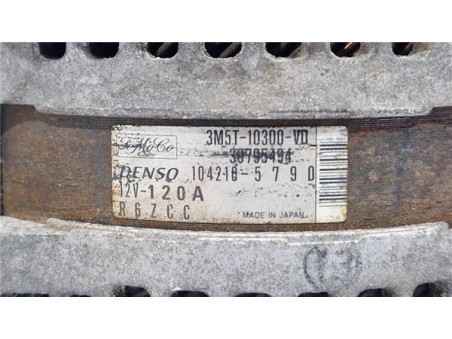 FoMoCo 3M5T-10300-VD
30795494
DENSO 104210-5790
12V-120A
R6ZCC MADE IN JAPAN